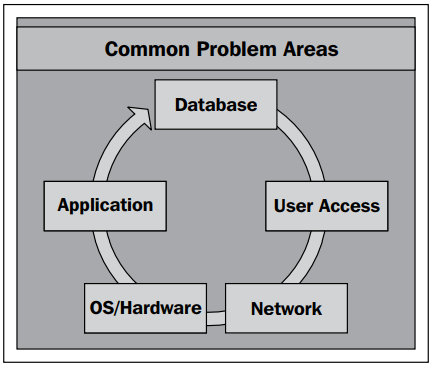 Common Problem Areas
Database
User Access
Network
OS/Hardware
Application